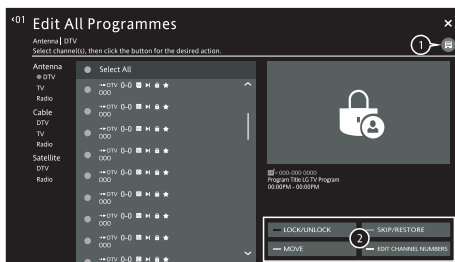 ‹01 Edit All Programmes ×
Antenna DTV
Select channel(s), then click the button for the desired action.
1
Antenna
DTV
TV
Radio
Cable
DTV
TV
Radio
Satellite
DTV
Radio
Select All
DTV 0-0
000
DTV 0-0
000
DTV 0-0
000
DTV 0-0
000
DTV 0-0
000
DTV 0-0
000
DTV 0-0
000
DTV 0-0
000
DTV 0-0
000-000 0000
Program Title LG TV Program
00:00PM - 00:00PM
LOCK/UNLOCK
SKIP/RESTORE
2
MOVE
EDIT CHANNEL NUMBERS